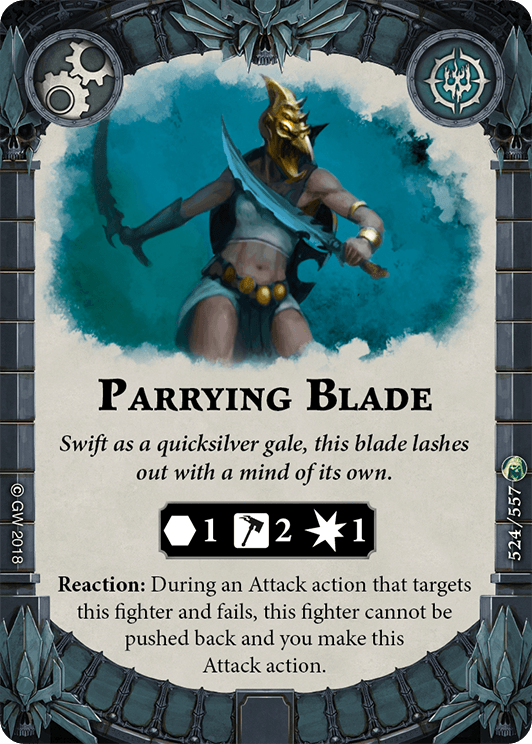 PARRYING BLADE
Swift as a quicksilver gale, this blade lashes
out with a mind of its own.
1 2 1
Reaction: During an Attack action that targets
this fighter and fails, this fighter cannot be
pushed back and you make this
Attack action.
© GW 2018
524/557